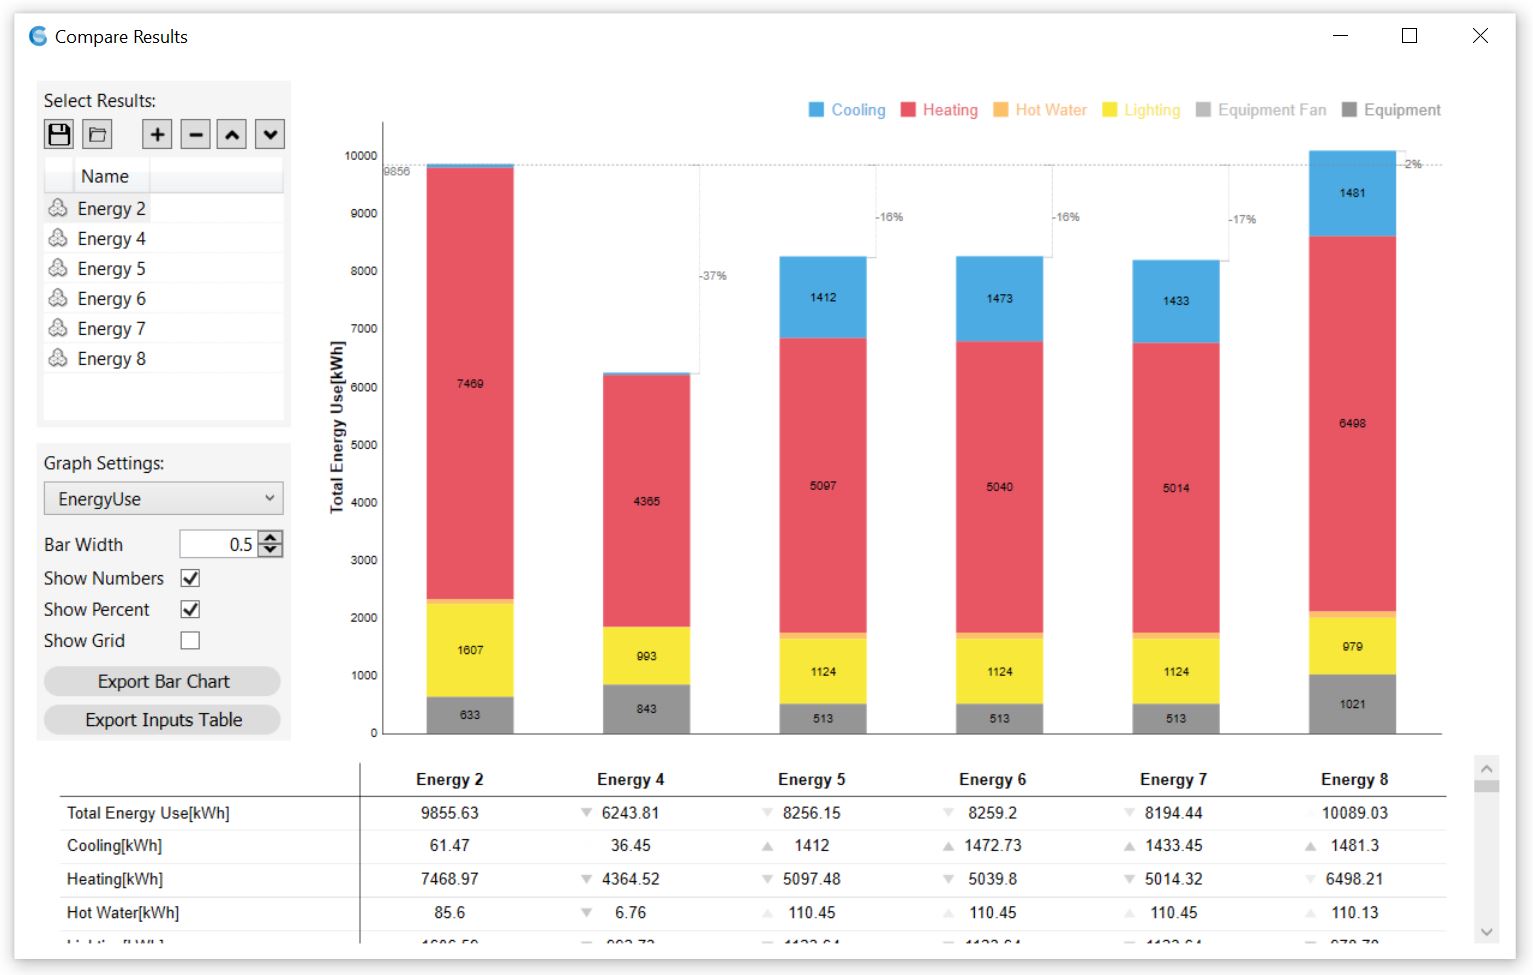 Compare Results
Select Results:
Name
Energy 2
Energy 4
Energy 5
Energy 6
Energy 7
Energy 8
Graph Settings:
EnergyUse
Bar Width 0.5
Show Numbers
Show Percent
Show Grid
Export Bar Chart
Export Inputs Table
Cooling Heating Hot Water Lighting Equipment Fan Equipment
Total Energy Use[kWh]
10000
9000
8000
7000
6000
5000
4000
3000
2000
1000
0
9856
7469
1607
633
-37%
4365
993
843
-16%
1412
5097
1124
513
-16%
1473
5040
1124
513
-17%
1433
5014
1124
513
2%
1481
6498
979
1021
Energy 2 Energy 4 Energy 5 Energy 6 Energy 7 Energy 8
Total Energy Use[kWh] 9855.63 6243.81 8256.15 8259.2 8194.44 10089.03
Cooling[kWh] 61.47 36.45 1412 1472.73 1433.45 1481.3
Heating[kWh] 7468.97 4364.52 5097.48 5039.8 5014.32 6498.21
Hot Water[kWh] 85.6 6.76 110.45 110.45 110.45 110.13